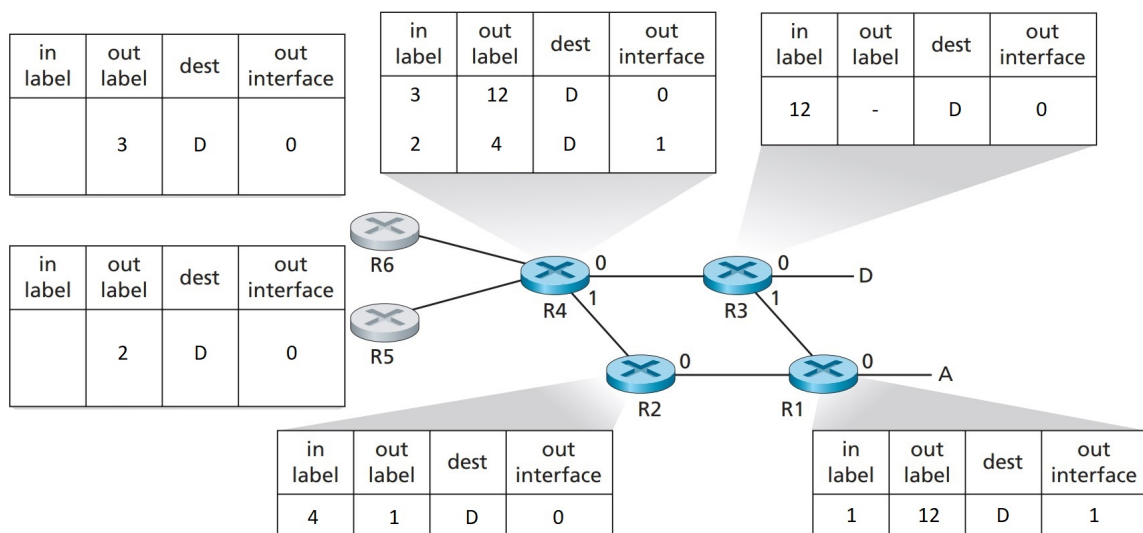 in label | out label | dest | out interface
 | 3 | D | 0
in label | out label | dest | out interface
3 | 12 | D | 0
2 | 4 | D | 1
in label | out label | dest | out interface
12 | - | D | 0
in label | out label | dest | out interface
 | 2 | D | 0
R6
R5
0
1
R4
0
1
D
R3
0
R2
0
A
R1
in label | out label | dest | out interface
4 | 1 | D | 0
in label | out label | dest | out interface
1 | 12 | D | 1